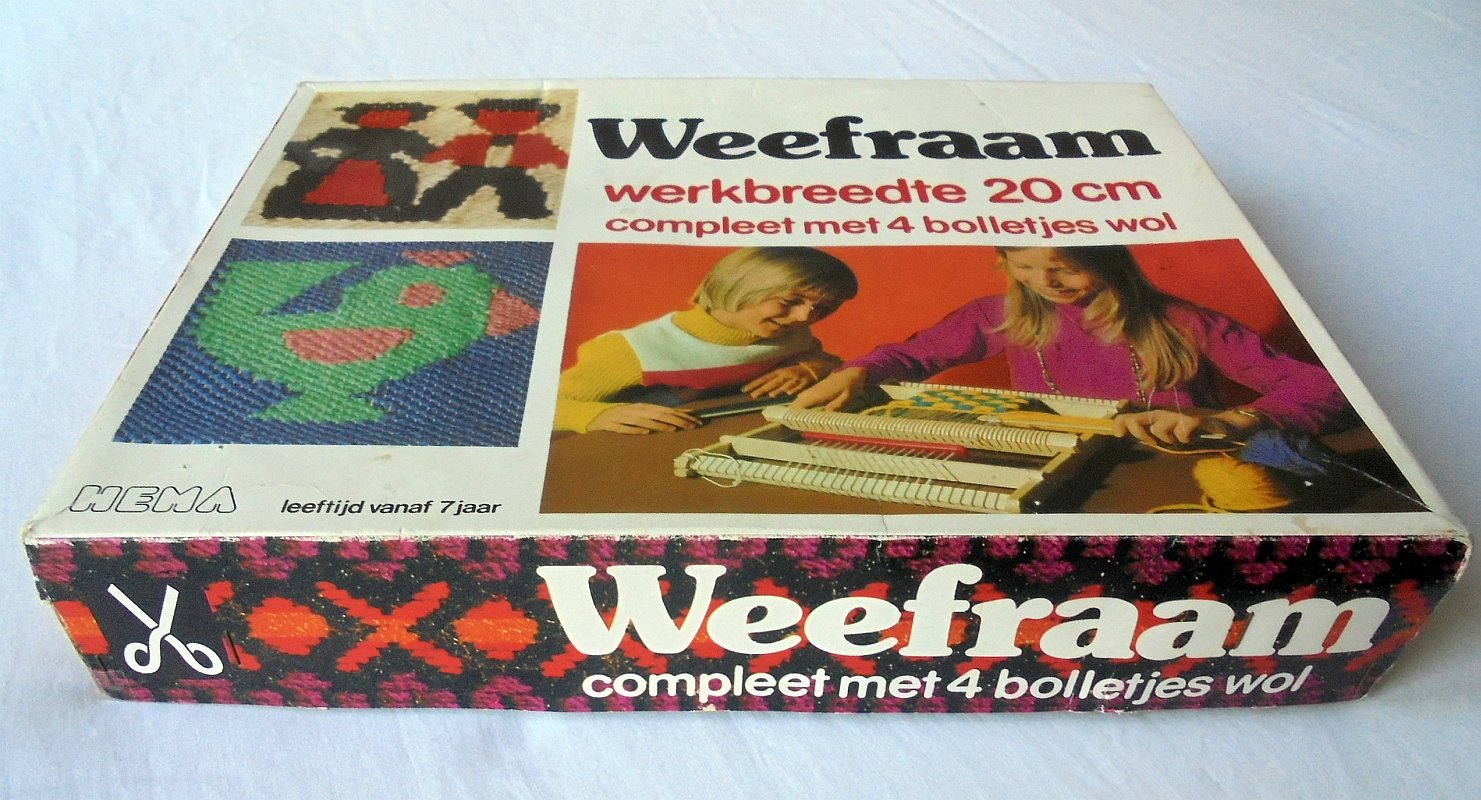 Weefraam
werkbreedte 20 cm
compleet met 4 bolletjes wol
HEMA
leeftijd vanaf 7 jaar
Weefraam
compleet met 4 bolletjes wol